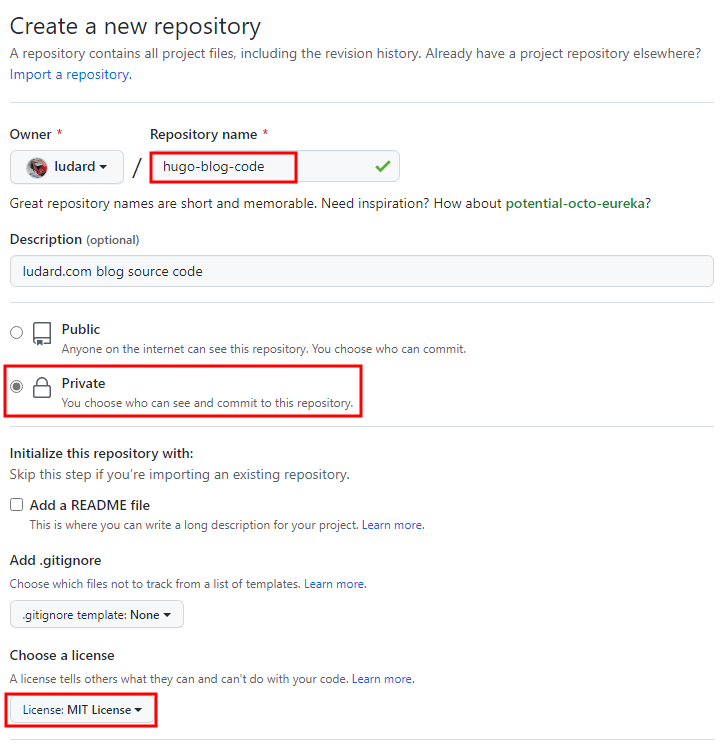 Create a new repository
A repository contains all project files, including the revision history. Already have a project repository elsewhere?
Import a repository.
Owner * Repository name *
ludard / hugo-blog-code
Great repository names are short and memorable. Need inspiration? How about potential-octo-eureka?
Description (optional)
ludard.com blog source code
Public
Anyone on the internet can see this repository. You choose who can commit.
Private
You choose who can see and commit to this repository.
Initialize this repository with:
Skip this step if you're importing an existing repository.
Add a README file
This is where you can write a long description for your project. Learn more.
Add .gitignore
Choose which files not to track from a list of templates. Learn more.
.gitignore template: None
Choose a license
A license tells others what they can and can't do with your code. Learn more.
License: MIT License